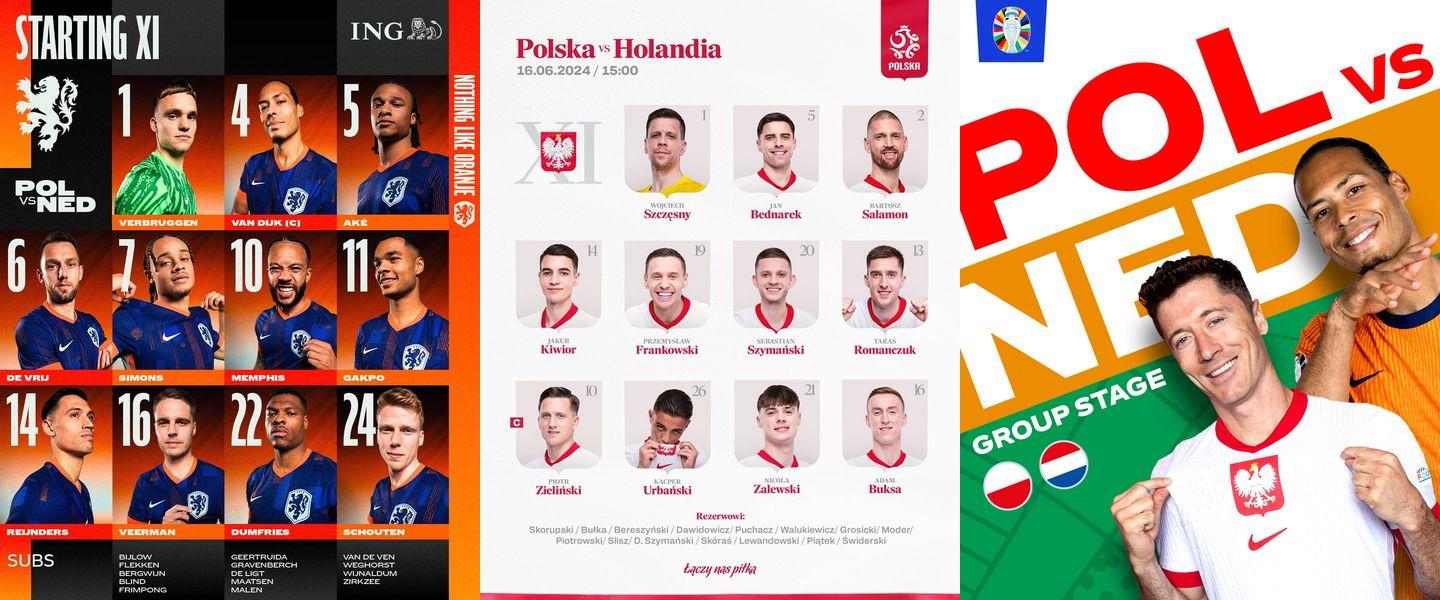 STARTING XI
ING
POL
VS NED
1
VERBRUGGEN
4
VAN DIJK (C)
5
AKÉ
6
DE VRIJ
7
SIMONS
10
MEMPHIS
11
GAKPO
14
REIJNDERS
16
VEERMAN
22
DUMFRIES
24
SCHOUTEN
SUBS
BIJLOW
FLEKKEN
BERGWIJN
BLIND
FRIMPONG
GEERTRUIDA
GRAVENBERCH
DE LIGT
MAATSEN
MALEN
VAN DE VEN
WEGHORST
WIJNALDUM
ZIRKZEE
NOTHING LIKE ORANJE
Polska vs Holandia
16.06.2024 / 15:00
POLSKA
XI
1
WOJCIECH
Szczęsny
5
JAN
Bednarek
2
BARTOSZ
Salamon
14
JAKUB
Kiwior
19
PRZEMYSŁAW
Frankowski
20
SEBASTIAN
Szymański
13
TARAS
Romanczuk
C
10
PIOTR
Zieliński
26
KACPER
Urbański
21
NICOLA
Zalewski
16
ADAM
Buksa
Rezerwowi:
Skorupski / Bułka / Bereszyński / Dawidowicz/ Puchacz / Walukiewicz/ Grosicki/ Moder/
Piotrowski/ Slisz/ D. Szymański / Skóraś / Lewandowski / Piątek / Świderski
Łączy nas piłka
POL VS
NED
GROUP STAGE